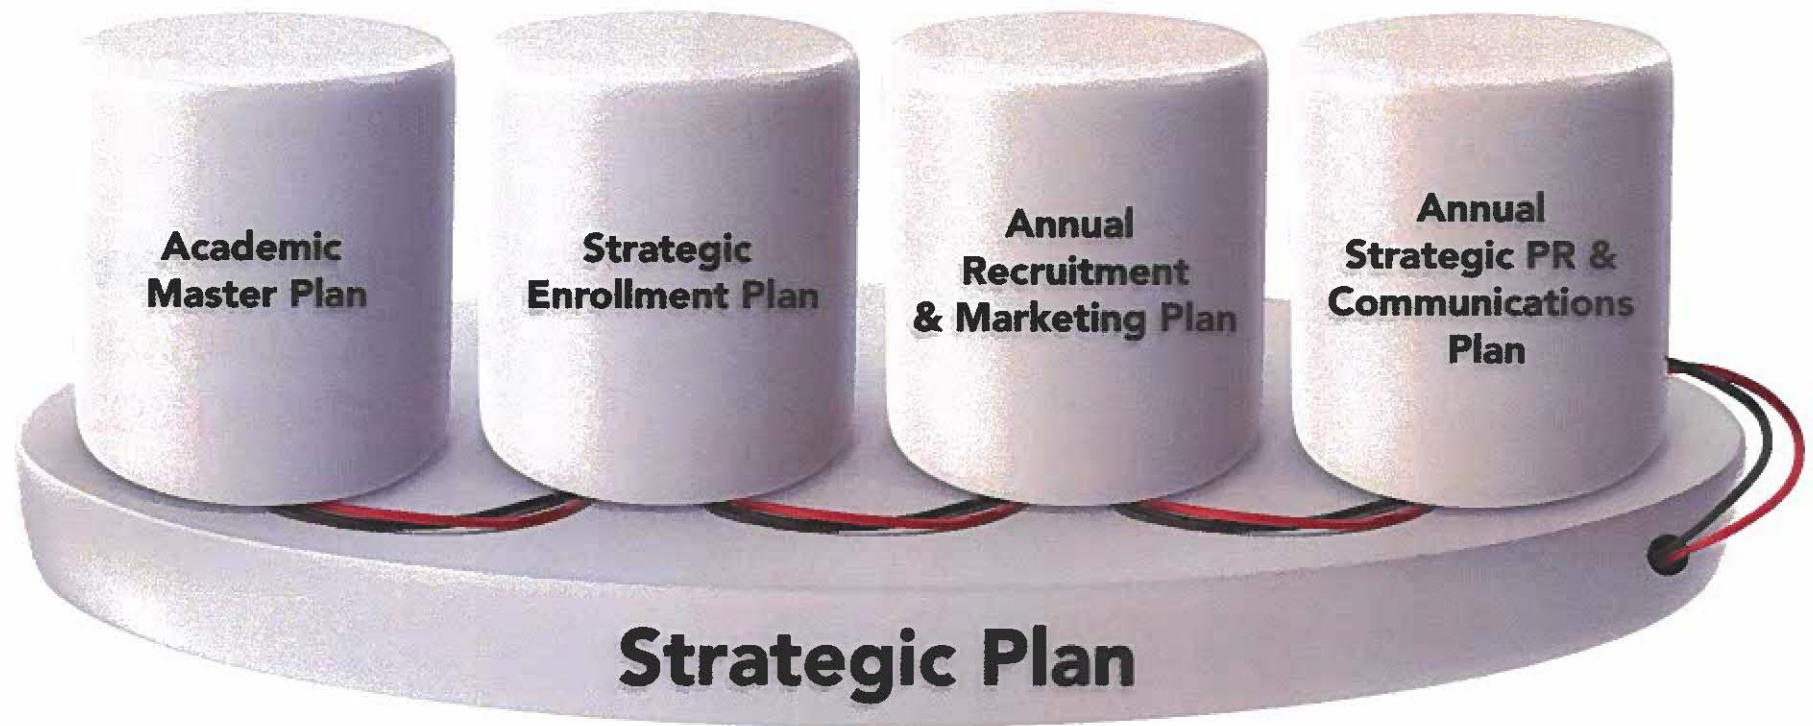 Academic
Master Plan
Strategic
Enrollment Plan
Annual
Recruitment
& Marketing Plan
Annual
Strategic PR &
Communications
Plan
Strategic Plan